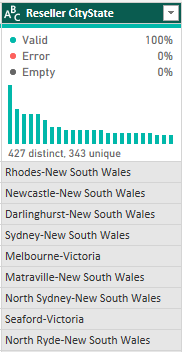 ABC Reseller CityState
Valid 100%
Error 0%
Empty 0%
427 distinct, 343 unique
Rhodes-New South Wales
Newcastle-New South Wales
Darlinghurst-New South Wales
Sydney-New South Wales
Melbourne-Victoria
Matraville-New South Wales
North Sydney-New South Wales
Seaford-Victoria
North Ryde-New South Wales